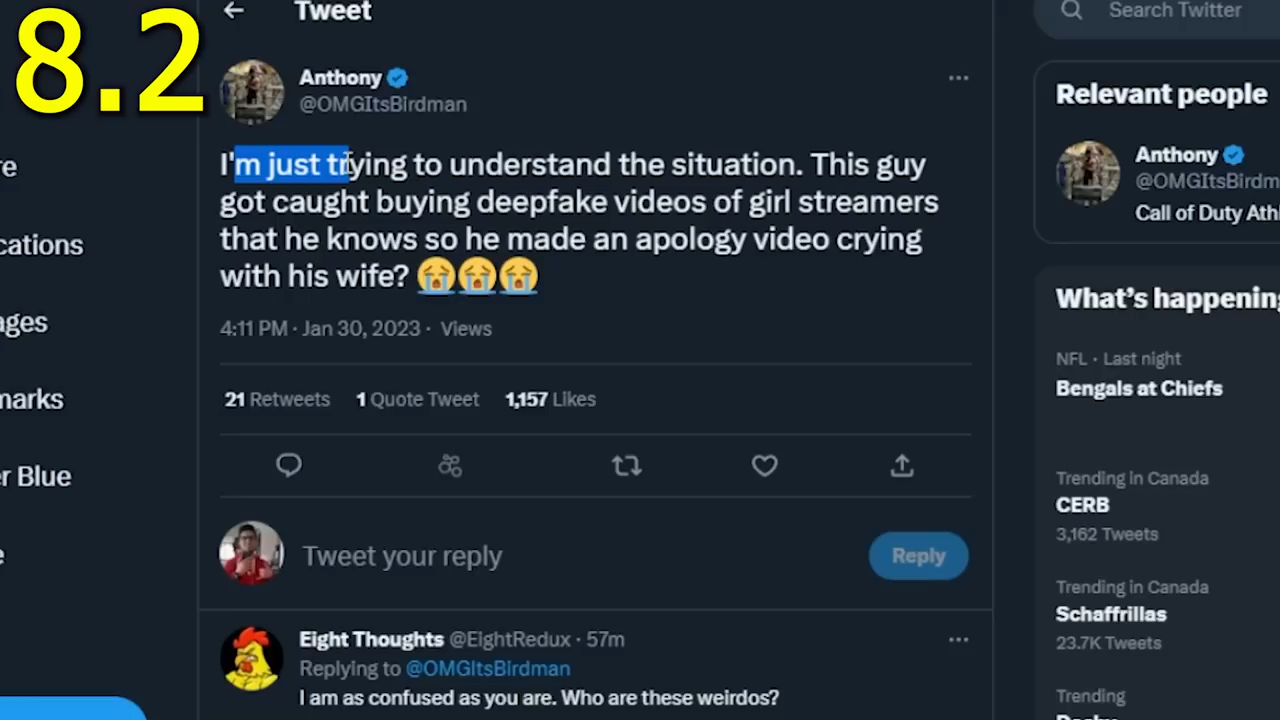 8.2
Tweet
Search Twitter
Anthony
@OMGItsBirdman
I'm just trying to understand the situation. This guy
got caught buying deepfake videos of girl streamers
that he knows so he made an apology video crying
with his wife? 😭😭😭
4:11 PM · Jan 30, 2023 · Views
21 Retweets 1 Quote Tweet 1,157 Likes
Tweet your reply
Reply
Eight Thoughts @EightRedux · 57m
Replying to @OMGItsBirdman
I am as confused as you are. Who are these weirdos?
re
cations
ages
marks
r Blue
e
Relevant people
Anthony
@OMGItsBirdm
Call of Duty Ath
What's happening
NFL · Last night
Bengals at Chiefs
Trending in Canada
CERB
3,162 Tweets
Trending in Canada
Schaffrillas
23.7K Tweets
Trending